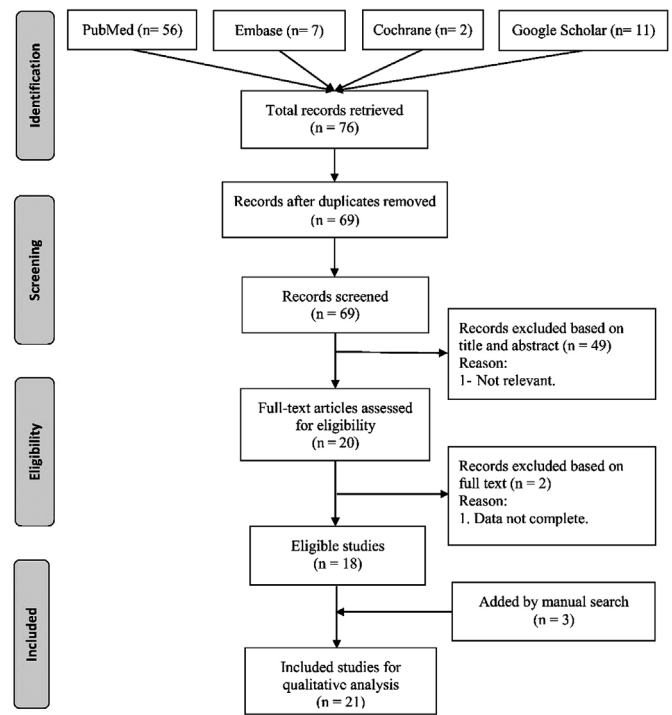 PubMed (n= 56)
Embase (n= 7)
Cochrane (n= 2)
Google Scholar (n= 11)
Identification
Total records retrieved
(n = 76)
Records after duplicates removed
(n = 69)
Screening
Records screened
(n = 69)
Records excluded based on
title and abstract (n = 49)
Reason:
1- Not relevant.
Eligibility
Full-text articles assessed
for eligibility
(n = 20)
Records excluded based on
full text (n = 2)
Reason:
1. Data not complete.
Eligible studies
(n = 18)
Included
Added by manual search
(n = 3)
Included studies for
qualitative analysis
(n = 21)